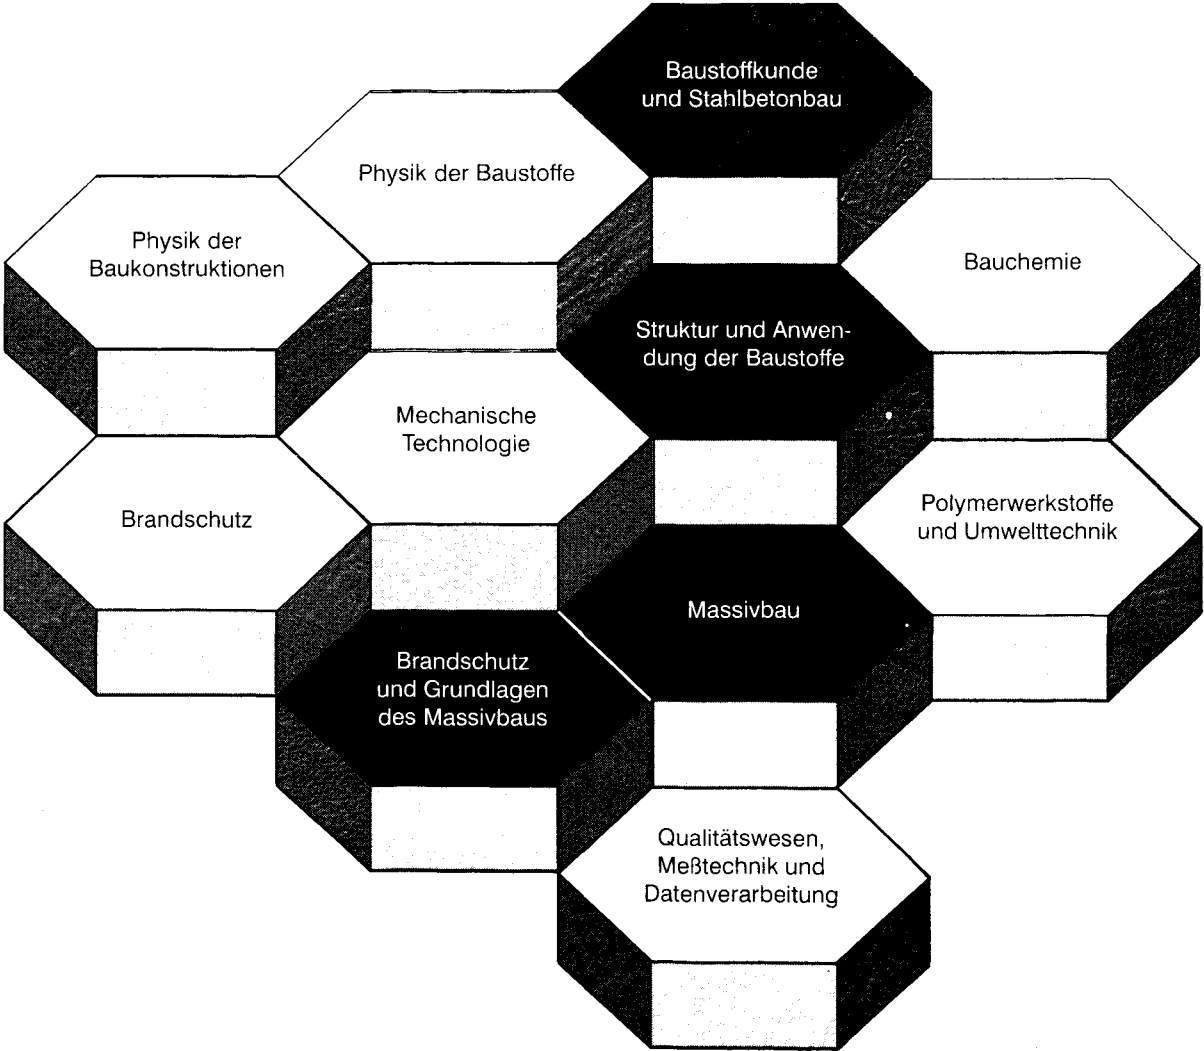 Baustoffkunde
und Stahlbetonbau
Physik der Baustoffe
Physik der
Baukonstruktionen
Bauchemie
Struktur und Anwen-
dung der Baustoffe
Mechanische
Technologie
Brandschutz
Polymerwerkstoffe
und Umwelttechnik
Massivbau
Brandschutz
und Grundlagen
des Massivbaus
Qualitätswesen,
Meßtechnik und
Datenverarbeitung